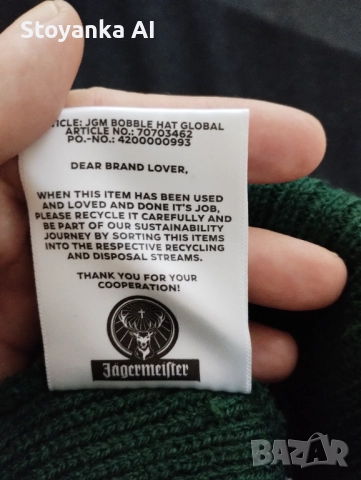 Stoyanka AI
TICLE: JGM BOBBLE HAT GLOBAL
ARTICLE NO.: 70703462
PO.-NO.: 4200000993
DEAR BRAND LOVER,
WHEN THIS ITEM HAS BEEN USED
AND LOVED AND DONE IT'S JOB,
PLEASE RECYCLE IT CAREFULLY AND
BE PART OF OUR SUSTAINABILITY
JOURNEY BY SORTING THIS ITEMS
INTO THE RESPECTIVE RECYCLING
AND DISPOSAL STREAMS.
THANK YOU FOR YOUR
COOPERATION!
Jägermeister
BAZAR